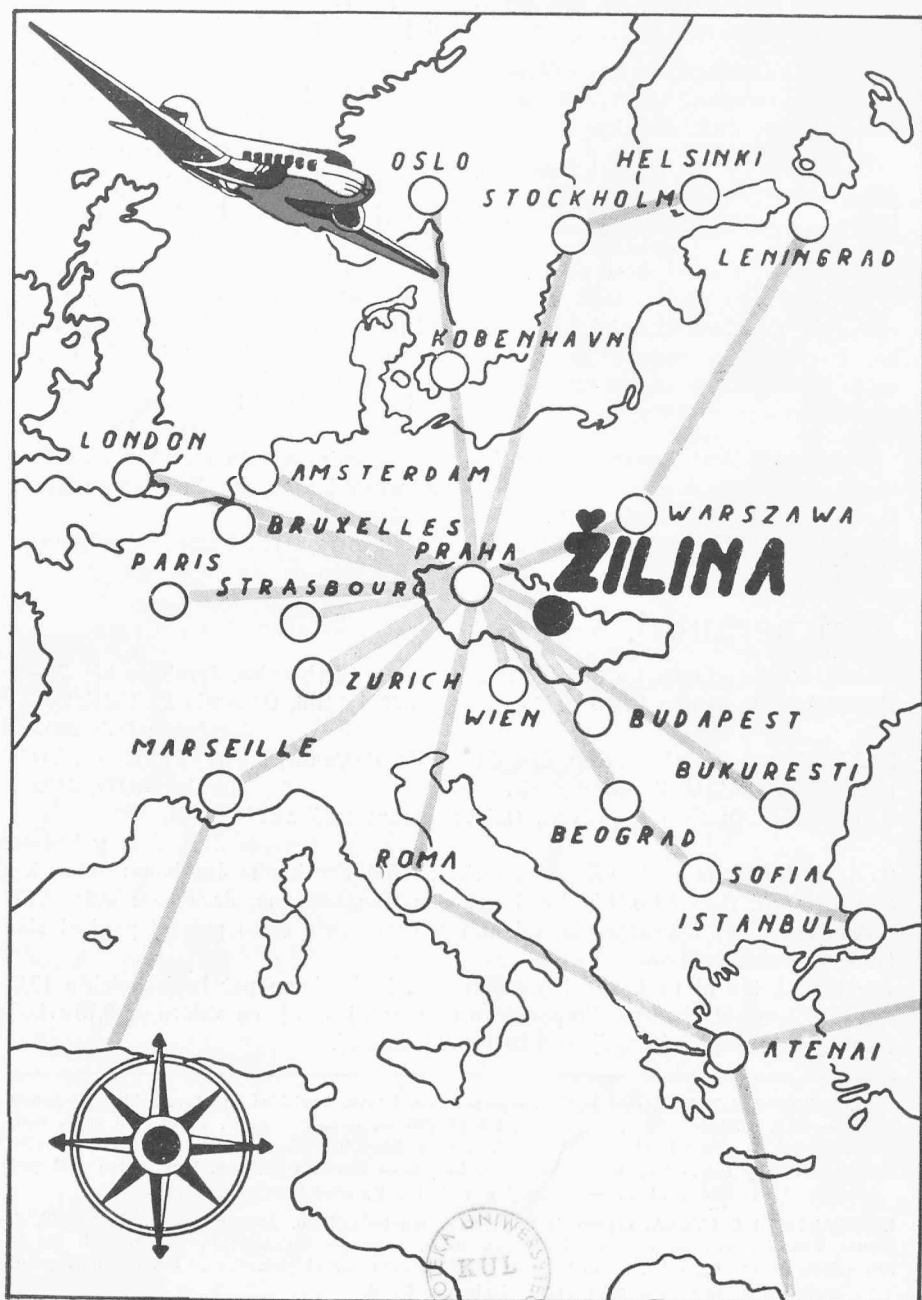 OSLO
HELSINKI
STOCKHOLM
LENINGRAD
KOBENHAVN
LONDON
AMSTERDAM
BRUXELLES
WARSZAWA
PRAHA
ŽILINA
PARIS
STRASBOURG
ZURICH
WIEN
BUDAPEST
MARSEILLE
BUKURESTI
BEOGRAD
ROMA
SOFIA
ISTANBUL
ATENAI
KUL